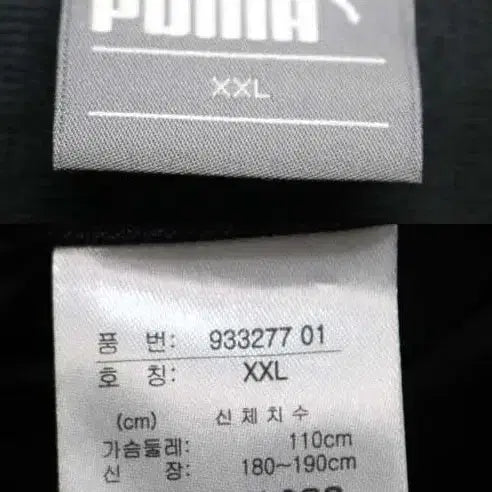 PUMA
XXL
품 번: 933277 01
호 칭: XXL
(cm) 신체치수
가슴둘레: 110cm
신 장: 180~190cm